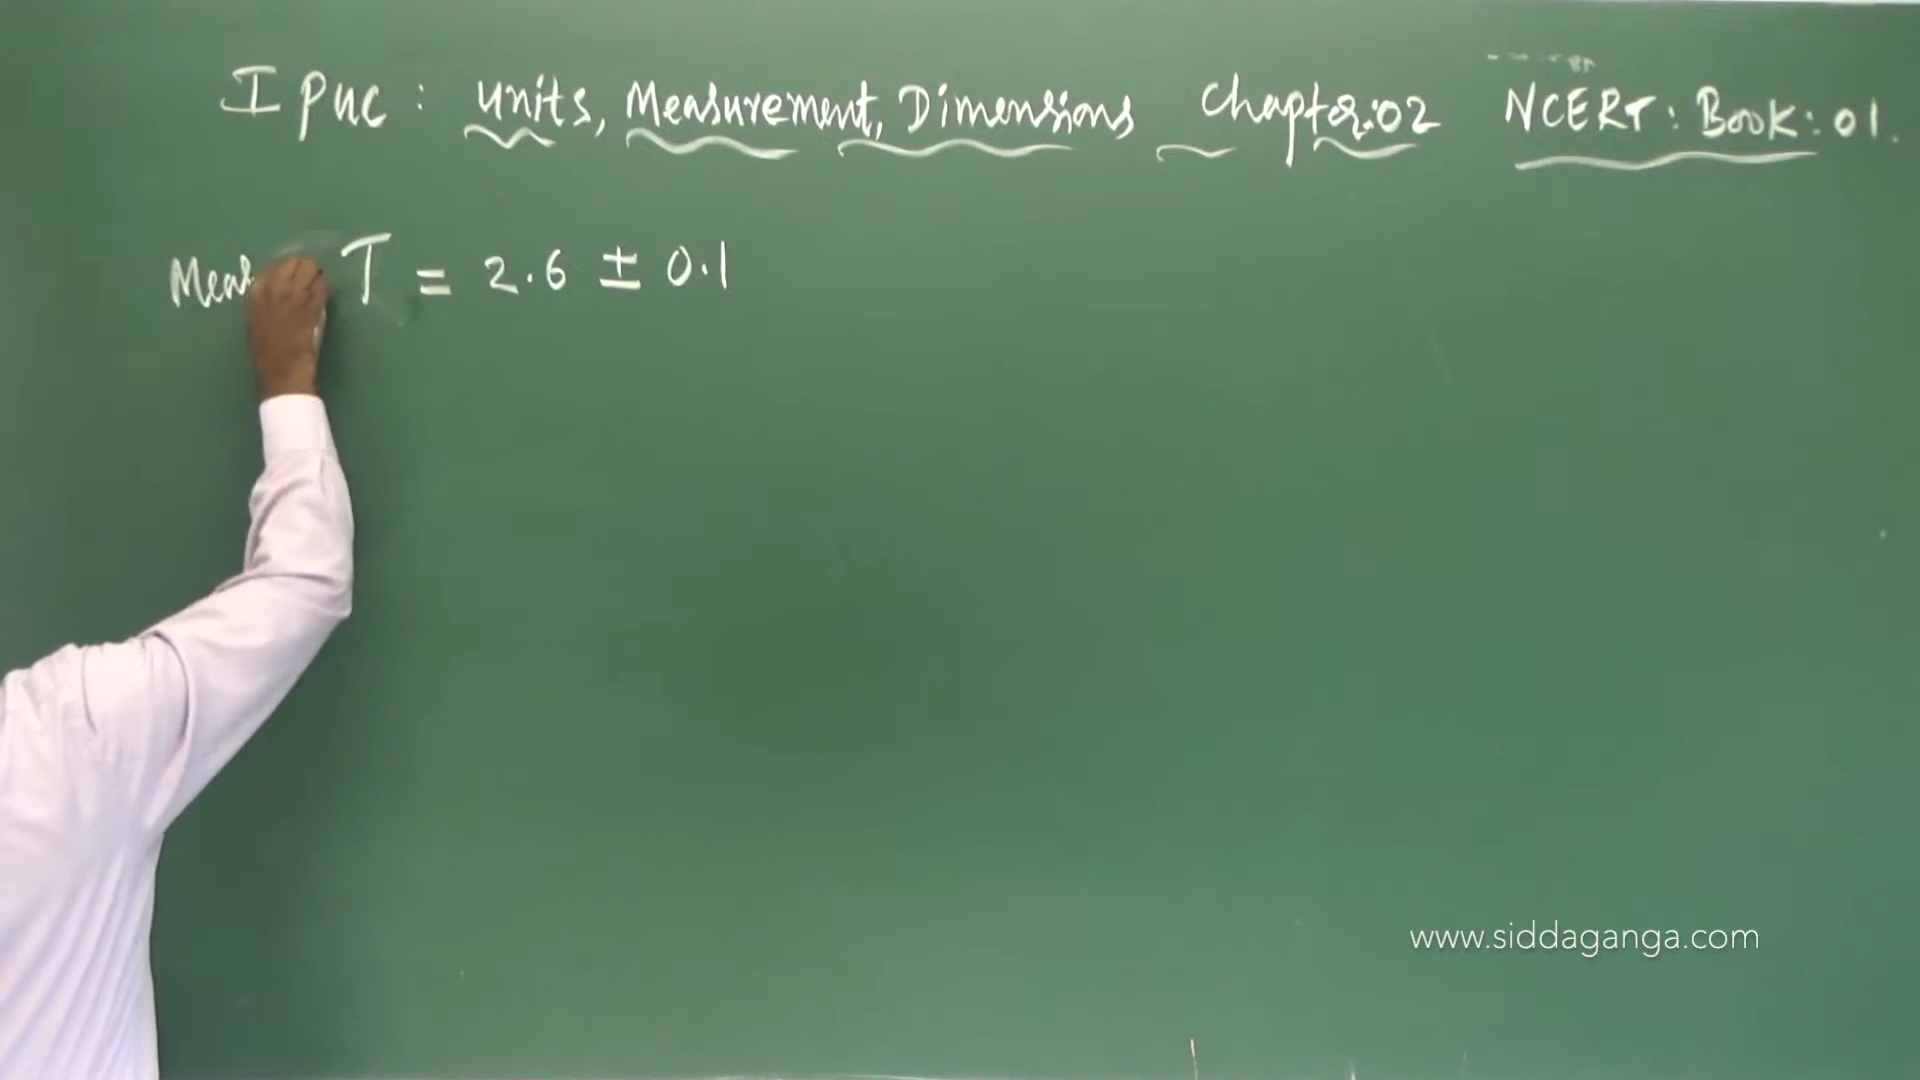 I PUC : Units, Measurement, Dimensions Chapter:02 NCERT : Book : 01.
T = 2.6 ± 0.1
www.siddaganga.com